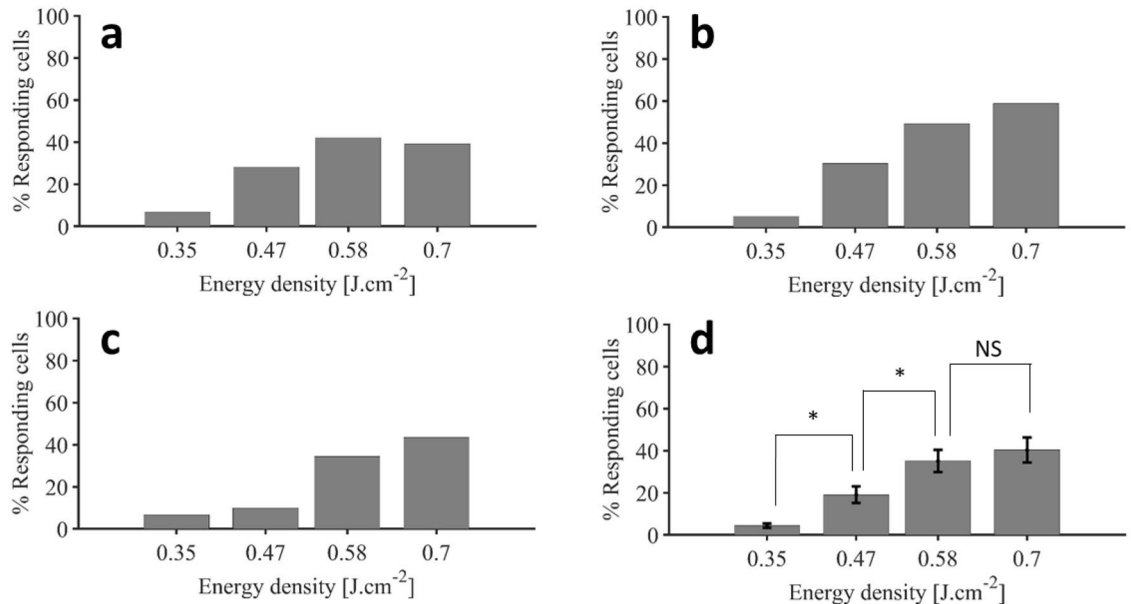 a
% Responding cells
100
80
60
40
20
0
0.35 0.47 0.58 0.7
Energy density [J.cm⁻²]
b
% Responding cells
100
80
60
40
20
0
0.35 0.47 0.58 0.7
Energy density [J.cm⁻²]
c
% Responding cells
100
80
60
40
20
0
0.35 0.47 0.58 0.7
Energy density [J.cm⁻²]
d
% Responding cells
100
80
60
40
20
0
* * NS
0.35 0.47 0.58 0.7
Energy density [J.cm⁻²]